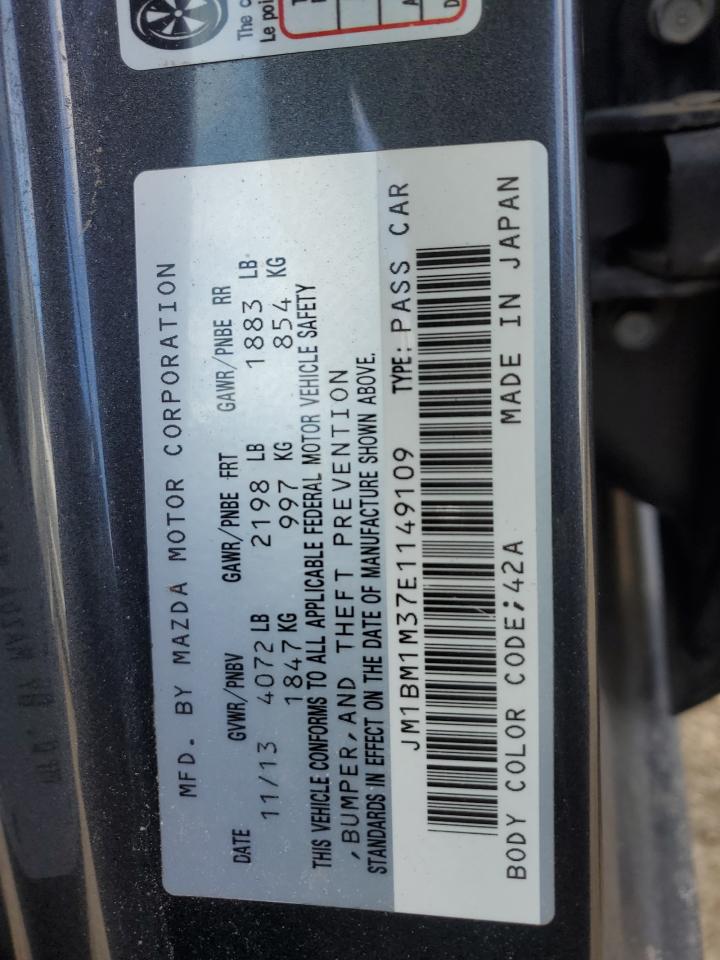 The c
Le poi
MFD. BY MAZDA MOTOR CORPORATION
DATE GVWR/PNBV GAWR/PNBE FRT GAWR/PNBE RR
11/13 4072 LB 2198 LB 1883 LB
1847 KG 997 KG 854 KG
THIS VEHICLE CONFORMS TO ALL APPLICABLE FEDERAL MOTOR VEHICLE SAFETY
,BUMPER,AND THEFT PREVENTION
STANDARDS IN EFFECT ON THE DATE OF MANUFACTURE SHOWN ABOVE.
JM1BM1M37E1149109 TYPE: PASS CAR
BODY COLOR CODE;42A MADE IN JAPAN